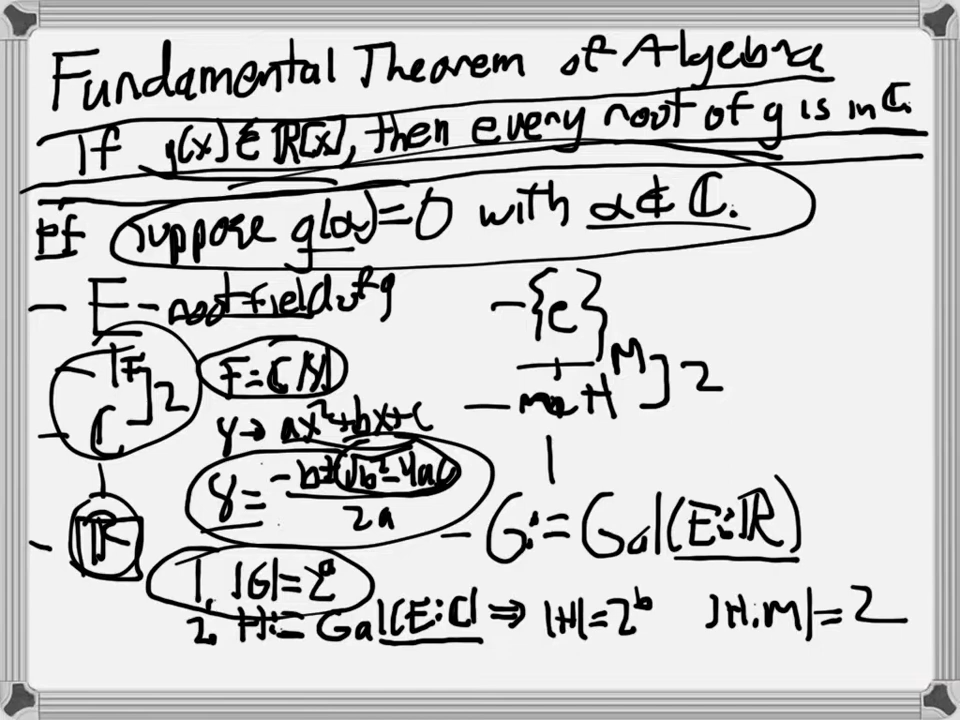 Fundamental Theorem of Algebra
If g(x) ∈ ℝ[x], then every root of g is in ℂ.
Pf Suppose g(α) = 0 with α ∉ ℂ.
- E - root field of g
- F ] 2
F = ℂ(γ)
- ℂ
γ → ax² + bx + c
γ = (-b ± √(b² - 4ac)) / 2a
- ℝ
1. |G| = 2^a
2. H := Gal(E:ℂ) ⇒ |H| = 2^b
- {e}
M ] 2
- H
- G := Gal(E:ℝ)
|H:M| = 2